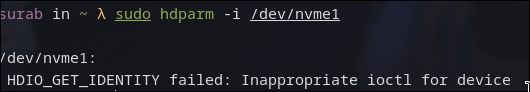 surab in ~ λ sudo hdparm -i /dev/nvme1
/dev/nvme1:
HDIO_GET_IDENTITY failed: Inappropriate ioctl for device